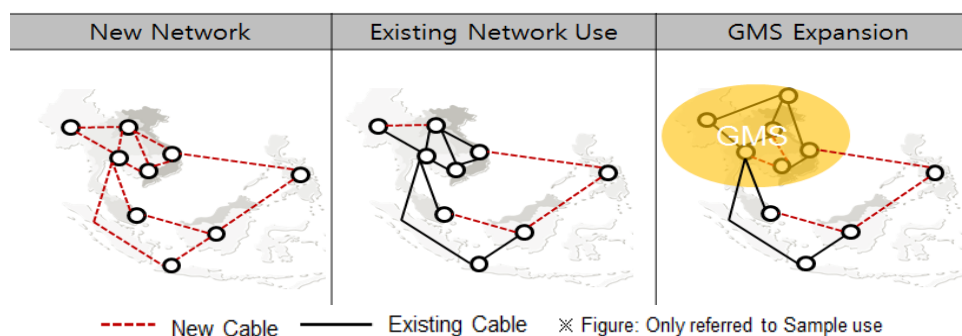 New Network
Existing Network Use
GMS Expansion
GMS
New Cable
Existing Cable
※ Figure: Only referred to Sample use